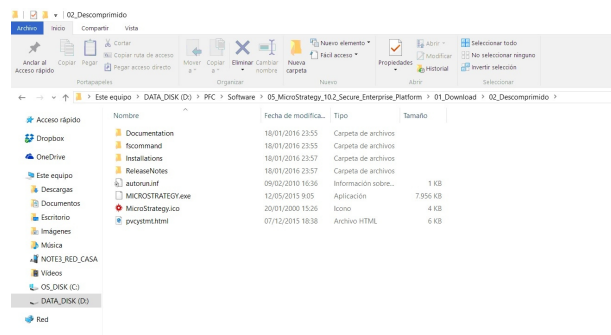 02_Descomprimido
Archivo Inicio Compartir Vista
Anclar al Acceso rápido
Copiar
Pegar
Cortar
Copiar ruta de acceso
Pegar acceso directo
Portapapeles
Mover a
Copiar a
Eliminar
Cambiar nombre
Organizar
Nueva carpeta
Nuevo elemento
Fácil acceso
Nuevo
Propiedades
Abrir
Modificar
Historial
Abrir
Seleccionar todo
No seleccionar ninguno
Invertir selección
Seleccionar
> Este equipo > DATA_DISK (D:) > PFC > Software > 05_MicroStrategy_10.2_Secure_Enterprise_Platform > 01_Download > 02_Descomprimido >
Acceso rápido
Dropbox
OneDrive
Este equipo
Descargas
Documentos
Escritorio
Imágenes
Música
NOTE3_RED_CASA
Vídeos
OS_DISK (C:)
DATA_DISK (D:)
Red
Nombre Fecha de modifica... Tipo Tamaño
Documentation 18/01/2016 23:55 Carpeta de archivos
fscommand 18/01/2016 23:55 Carpeta de archivos
Installations 18/01/2016 23:57 Carpeta de archivos
ReleaseNotes 18/01/2016 23:57 Carpeta de archivos
autorun.inf 09/02/2010 16:36 Información sobre... 1 KB
MICROSTRATEGY.exe 12/05/2015 9:05 Aplicación 7.956 KB
MicroStrategy.ico 20/01/2000 15:26 Icono 4 KB
pvcystmt.html 07/12/2015 18:38 Archivo HTML 6 KB